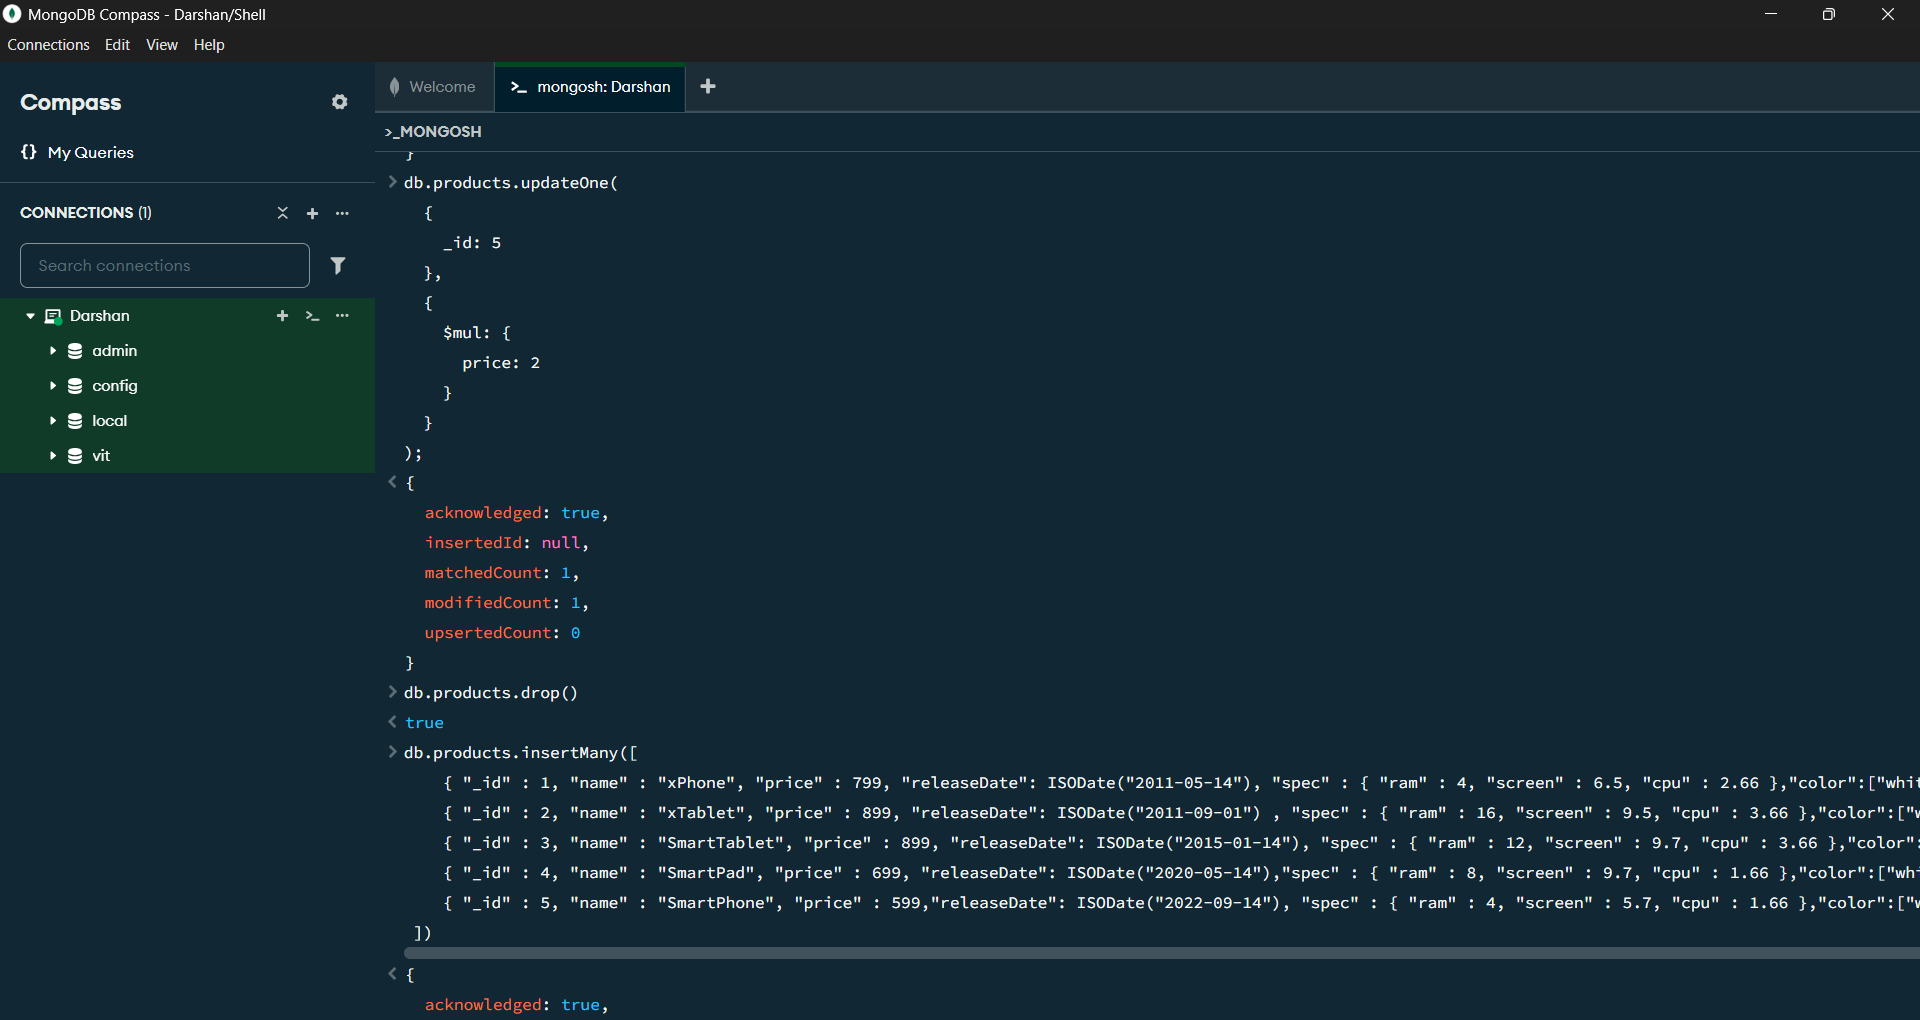 MongoDB Compass - Darshan/Shell
Connections Edit View Help
Compass
{} My Queries
CONNECTIONS (1)
Search connections
Darshan
admin
config
local
vit
Welcome
>_ mongosh: Darshan
>_MONGOSH
}
> db.products.updateOne(
{
_id: 5
},
{
$mul: {
price: 2
}
}
);
< {
acknowledged: true,
insertedId: null,
matchedCount: 1,
modifiedCount: 1,
upsertedCount: 0
}
> db.products.drop()
< true
> db.products.insertMany([
{ "_id" : 1, "name" : "xPhone", "price" : 799, "releaseDate": ISODate("2011-05-14"), "spec" : { "ram" : 4, "screen" : 6.5, "cpu" : 2.66 },"color":["whit
{ "_id" : 2, "name" : "xTablet", "price" : 899, "releaseDate": ISODate("2011-09-01") , "spec" : { "ram" : 16, "screen" : 9.5, "cpu" : 3.66 },"color":["w
{ "_id" : 3, "name" : "SmartTablet", "price" : 899, "releaseDate": ISODate("2015-01-14"), "spec" : { "ram" : 12, "screen" : 9.7, "cpu" : 3.66 },"color":
{ "_id" : 4, "name" : "SmartPad", "price" : 699, "releaseDate": ISODate("2020-05-14"),"spec" : { "ram" : 8, "screen" : 9.7, "cpu" : 1.66 },"color":["whi
{ "_id" : 5, "name" : "SmartPhone", "price" : 599,"releaseDate": ISODate("2022-09-14"), "spec" : { "ram" : 4, "screen" : 5.7, "cpu" : 1.66 },"color":["w
])
< {
acknowledged: true,